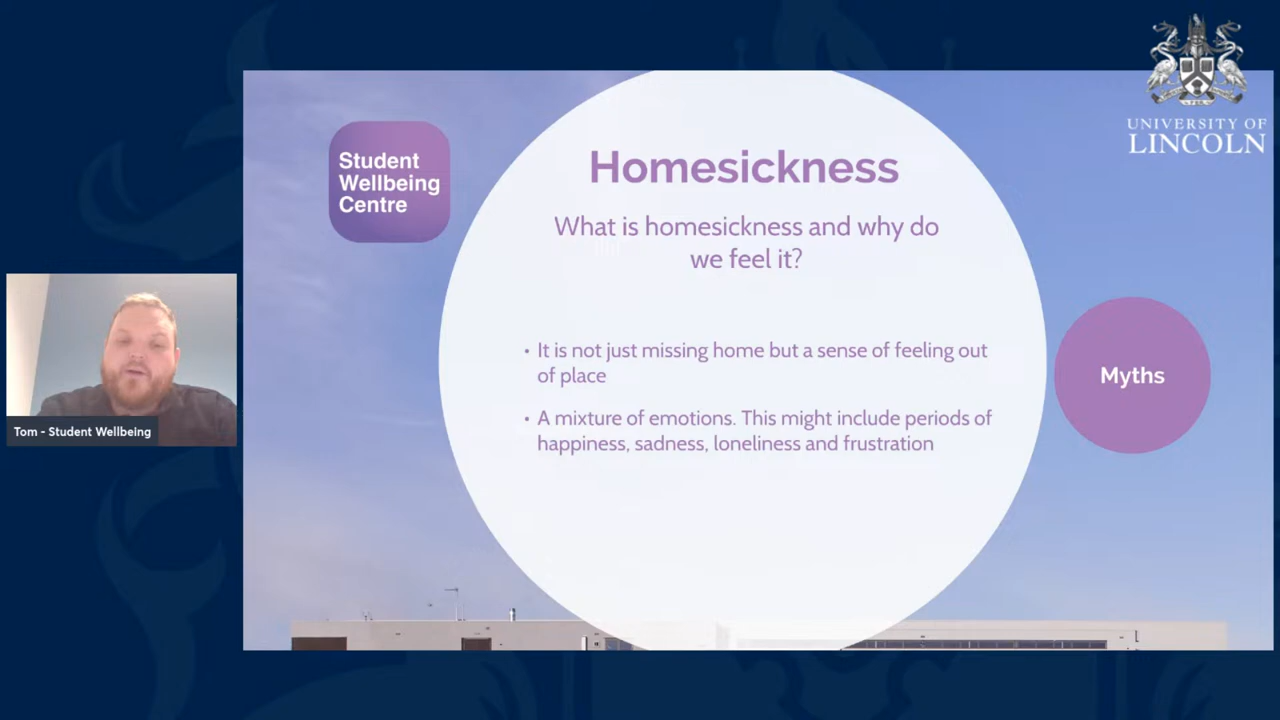 UNIVERSITY OF
LINCOLN
Student
Wellbeing
Centre
Homesickness
What is homesickness and why do
we feel it?
• It is not just missing home but a sense of feeling out
of place
• A mixture of emotions. This might include periods of
happiness, sadness, loneliness and frustration
Myths
Tom - Student Wellbeing